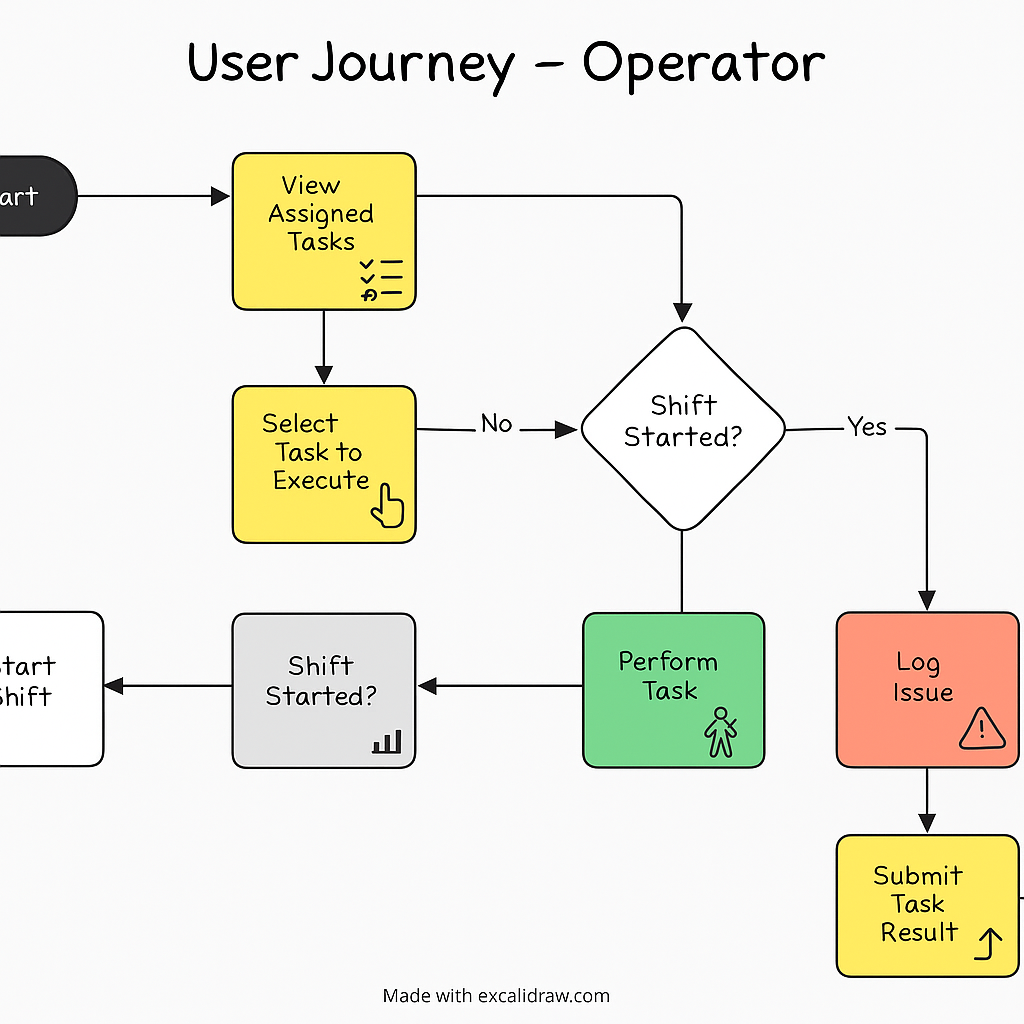 User Journey – Operator
art
View
Assigned
Tasks
Select
Task to
Execute
No
Shift
Started?
Yes
tart
Shift
Shift
Started?
Perform
Task
Log
Issue
Submit
Task
Result
Made with excalidraw.com